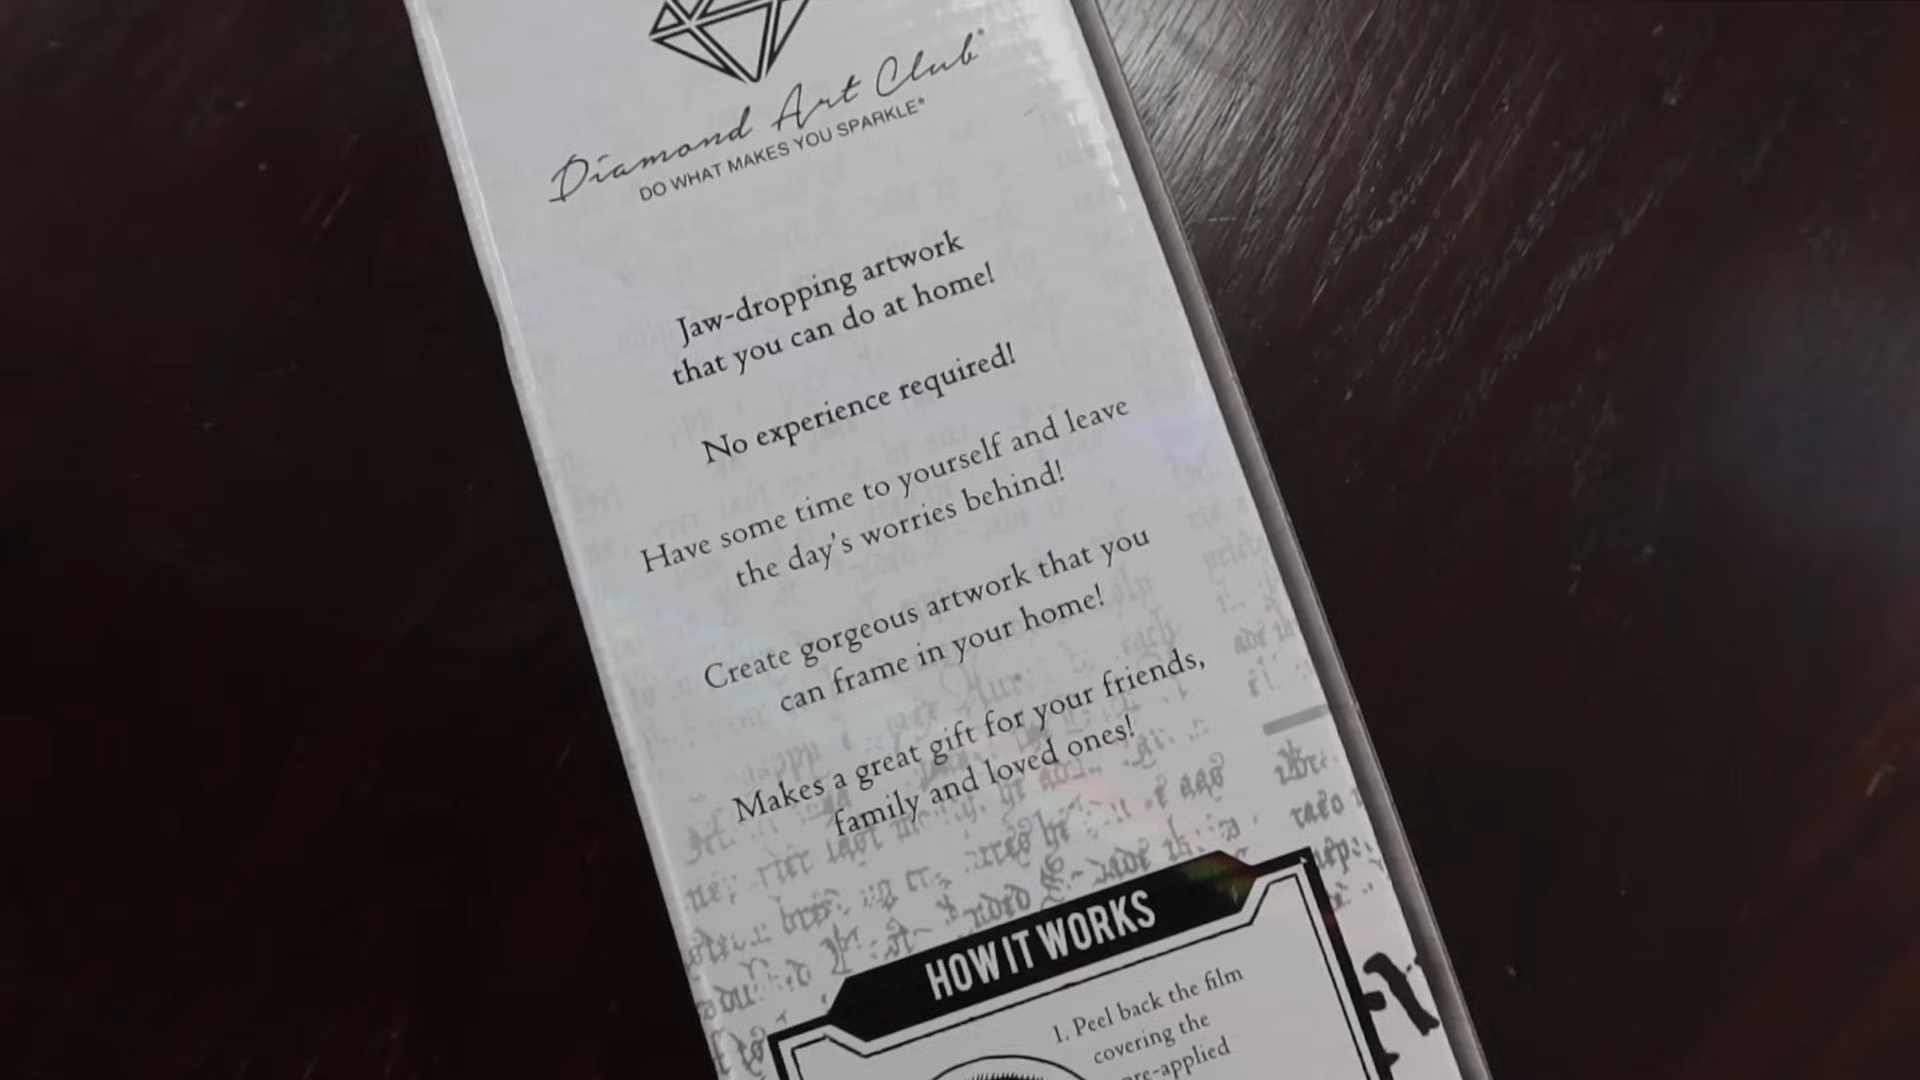 Diamond Art Club®
DO WHAT MAKES YOU SPARKLE®
Jaw-dropping artwork
that you can do at home!
No experience required!
Have some time to yourself and leave
the day's worries behind!
Create gorgeous artwork that you
can frame in your home!
Makes a great gift for your friends,
family and loved ones!
HOW IT WORKS
1. Peel back the film
covering the